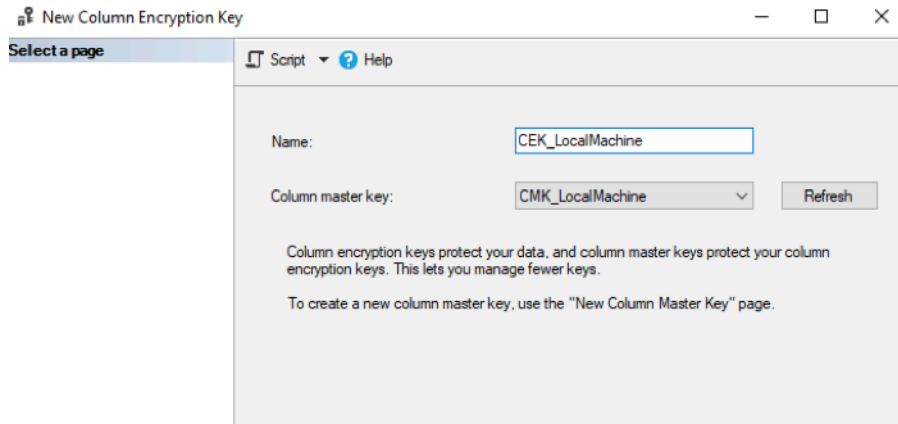 New Column Encryption Key
Select a page
Script Help
Name: CEK_LocalMachine
Column master key: CMK_LocalMachine Refresh
Column encryption keys protect your data, and column master keys protect your column
encryption keys. This lets you manage fewer keys.
To create a new column master key, use the "New Column Master Key" page.